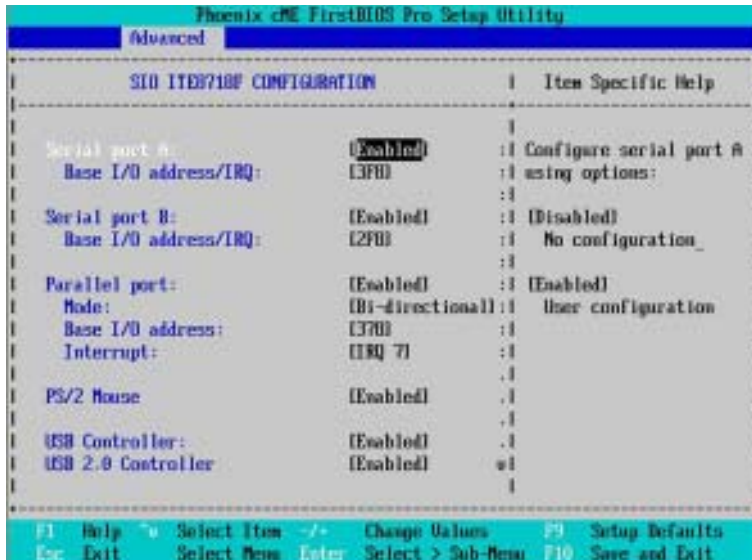 Phoenix cME FirstBIOS Pro Setup Utility
Advanced
SIO ITE8718F CONFIGURATION
Item Specific Help
Serial port A: [Enabled]
Base I/O address/IRQ: [3F8]
Serial port B: [Enabled]
Base I/O address/IRQ: [2F8]
Parallel port: [Enabled]
Mode: [Bi-directional]
Base I/O address: [378]
Interrupt: [IRQ 7]
PS/2 Mouse [Enabled]
USB Controller: [Enabled]
USB 2.0 Controller [Enabled]
Configure serial port A
using options:
[Disabled]
No configuration_
[Enabled]
User configuration
F1 Help ^v Select Item -/+ Change Values F9 Setup Defaults
Esc Exit Select Menu Enter Select > Sub-Menu F10 Save and Exit